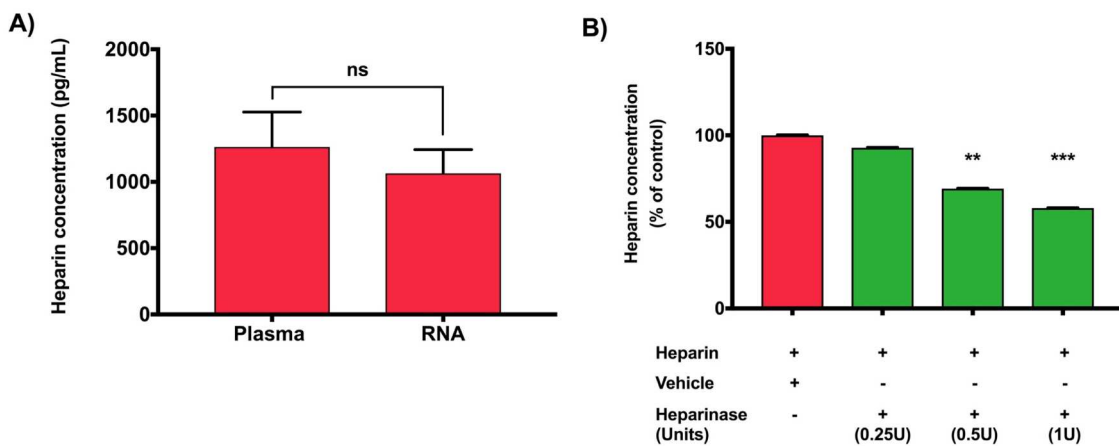 A)
Heparin concentration (pg/mL)
2000
1500
1000
500
0
ns
Plasma RNA
B)
Heparin concentration
(% of control)
150
100
50
0
** ***
Heparin + + + +
Vehicle + - - -
Heparinase - + + +
(Units) (0.25U) (0.5U) (1U)